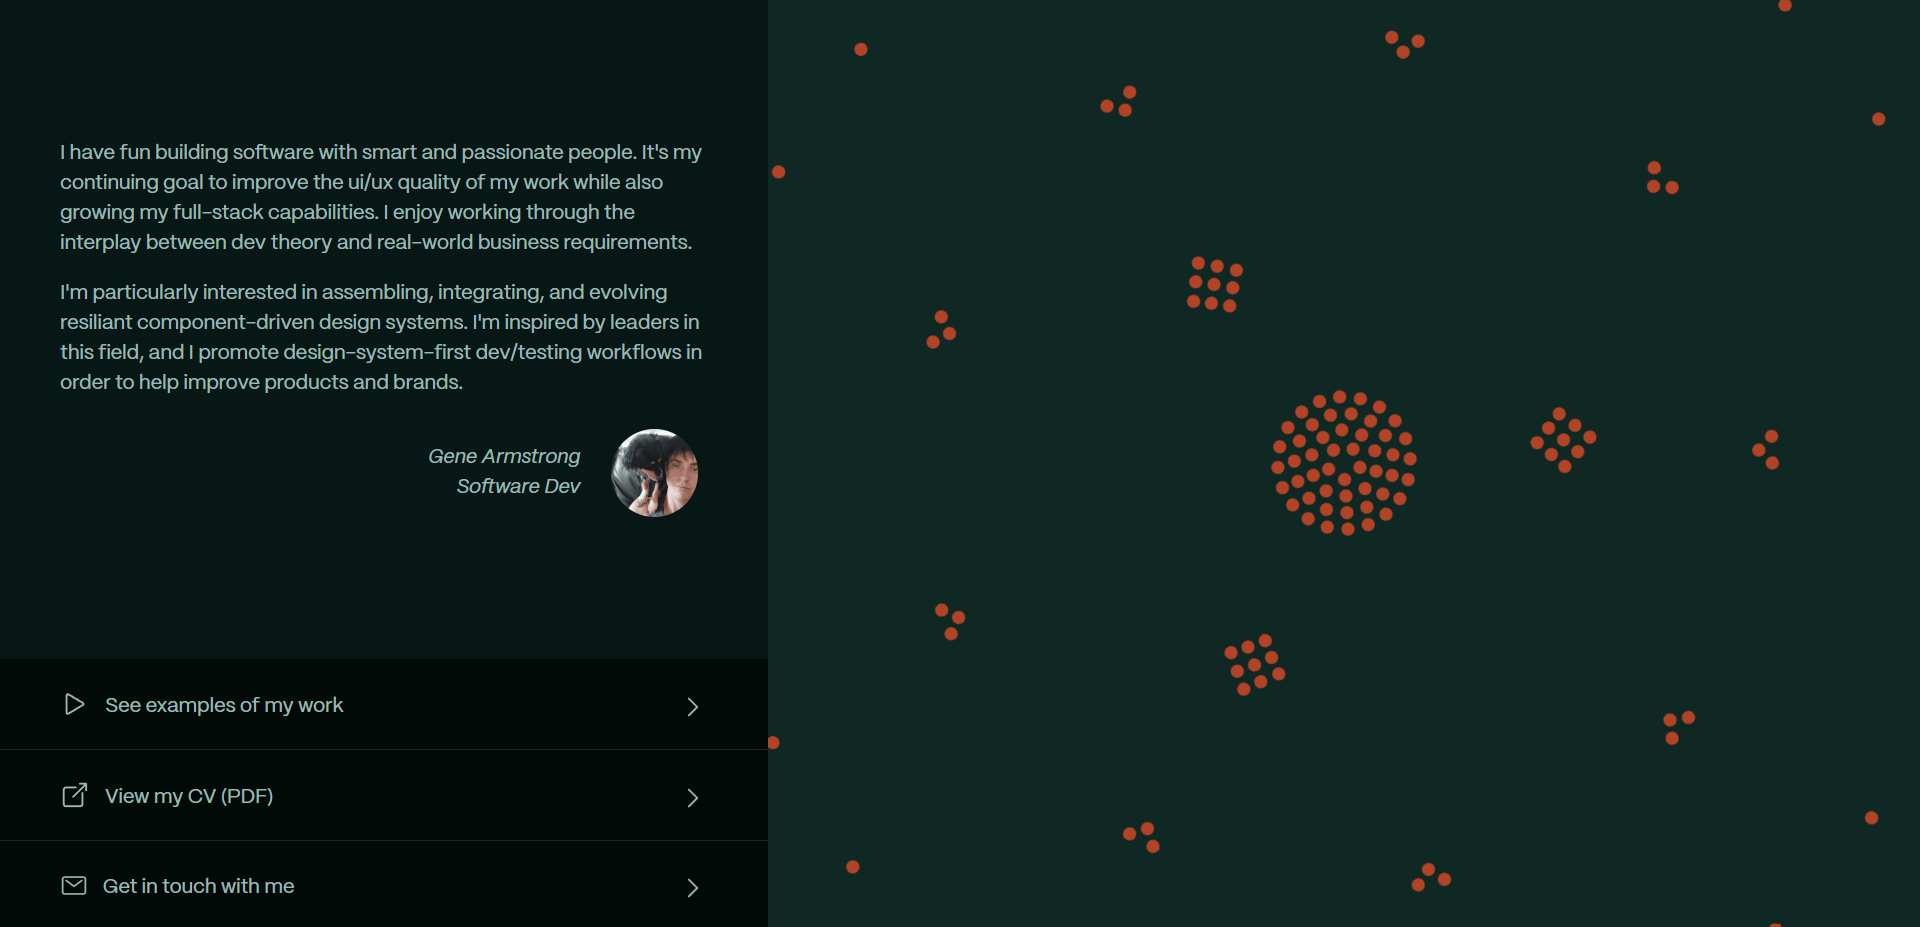 I have fun building software with smart and passionate people. It's my
continuing goal to improve the ui/ux quality of my work while also
growing my full-stack capabilities. I enjoy working through the
interplay between dev theory and real-world business requirements.
I'm particularly interested in assembling, integrating, and evolving
resiliant component-driven design systems. I'm inspired by leaders in
this field, and I promote design-system-first dev/testing workflows in
order to help improve products and brands.
Gene Armstrong
Software Dev
See examples of my work
View my CV (PDF)
Get in touch with me